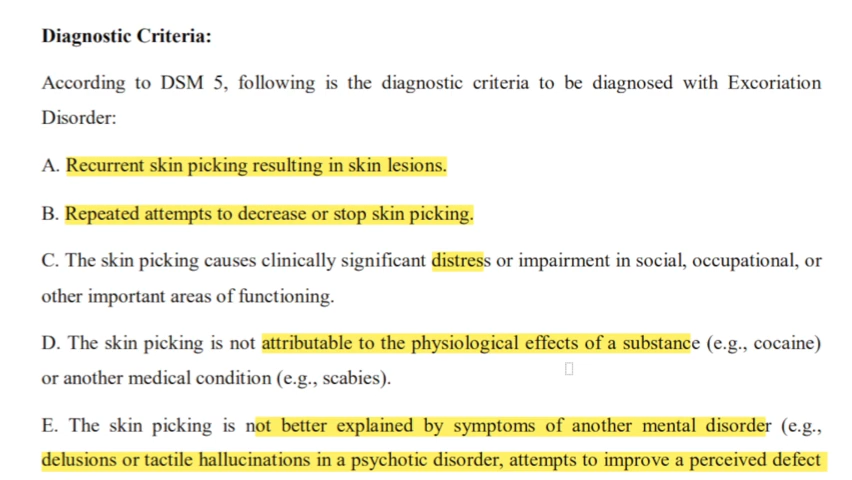 Diagnostic Criteria:
According to DSM 5, following is the diagnostic criteria to be diagnosed with Excoriation
Disorder:
A. Recurrent skin picking resulting in skin lesions.
B. Repeated attempts to decrease or stop skin picking.
C. The skin picking causes clinically significant distress or impairment in social, occupational, or
other important areas of functioning.
D. The skin picking is not attributable to the physiological effects of a substance (e.g., cocaine)
or another medical condition (e.g., scabies).
E. The skin picking is not better explained by symptoms of another mental disorder (e.g.,
delusions or tactile hallucinations in a psychotic disorder, attempts to improve a perceived defect